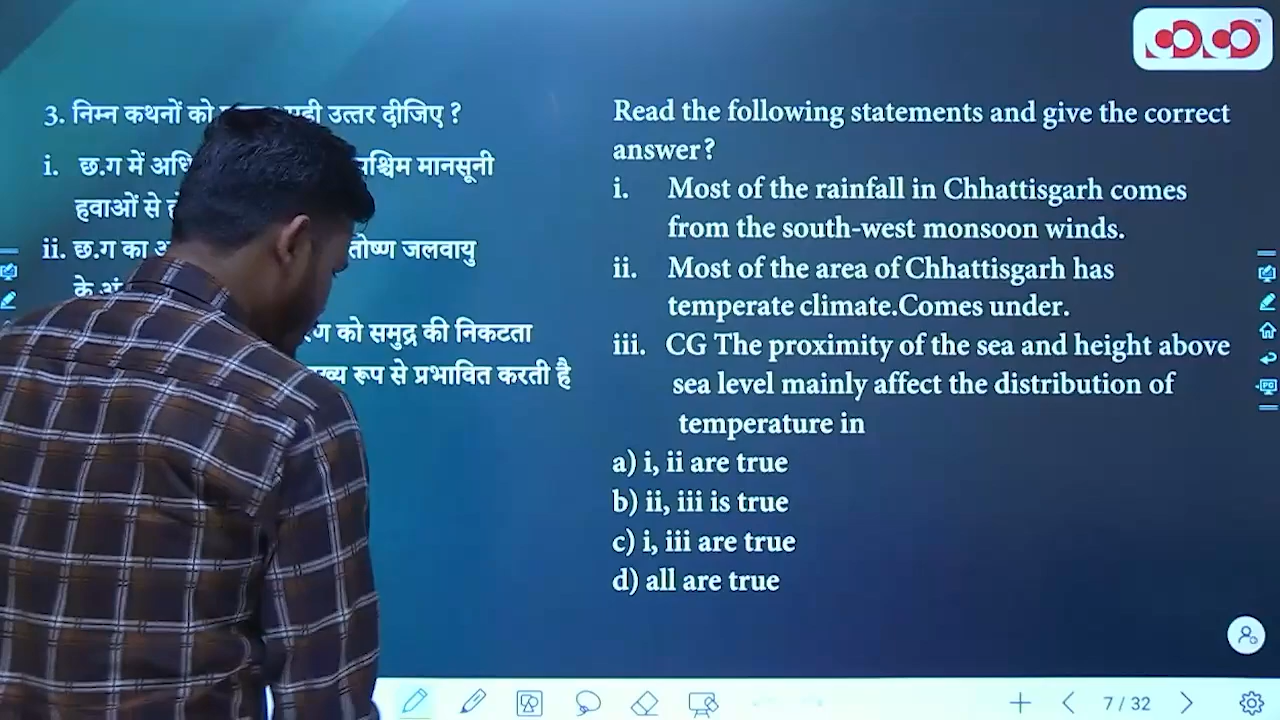 3. निम्न कथनों को उत्तर दीजिए ?
i. छ.ग में मानसूनी
हवाओं से
ii. छ.ग का जलवायु
के
को समुद्र की निकटता
रूप से प्रभावित करती है
Read the following statements and give the correct
answer?
i. Most of the rainfall in Chhattisgarh comes
from the south-west monsoon winds.
ii. Most of the area of Chhattisgarh has
temperate climate.Comes under.
iii. CG The proximity of the sea and height above
sea level mainly affect the distribution of
temperature in
a) i, ii are true
b) ii, iii is true
c) i, iii are true
d) all are true
7 / 32